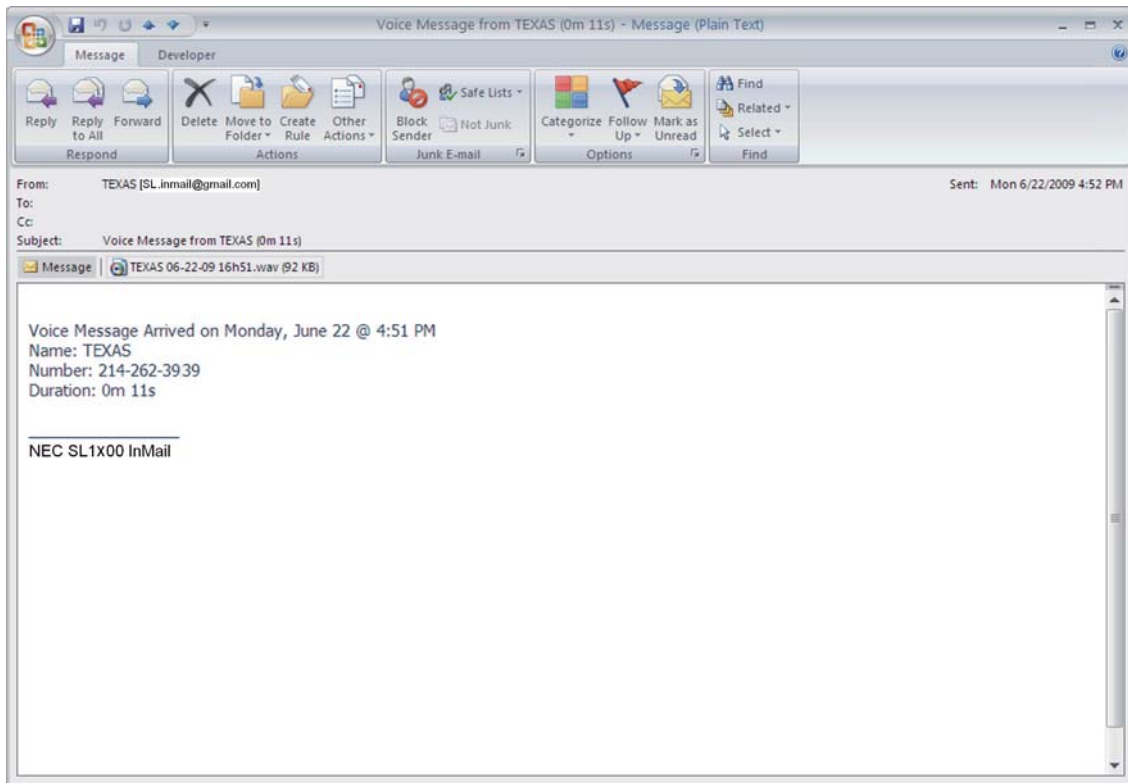 Voice Message from TEXAS (0m 11s) - Message (Plain Text)
Message Developer
Reply Reply to All Forward
Respond
Delete Move to Folder Create Rule Other Actions
Actions
Block Sender Safe Lists Not Junk
Junk E-mail
Categorize Follow Up Mark as Unread
Options
Find
Related
Select
Find
From: TEXAS [SL.inmail@gmail.com] Sent: Mon 6/22/2009 4:52 PM
To:
Cc:
Subject: Voice Message from TEXAS (0m 11s)
Message TEXAS 06-22-09 16h51.wav (92 KB)
Voice Message Arrived on Monday, June 22 @ 4:51 PM
Name: TEXAS
Number: 214-262-3939
Duration: 0m 11s
NEC SL1X00 InMail